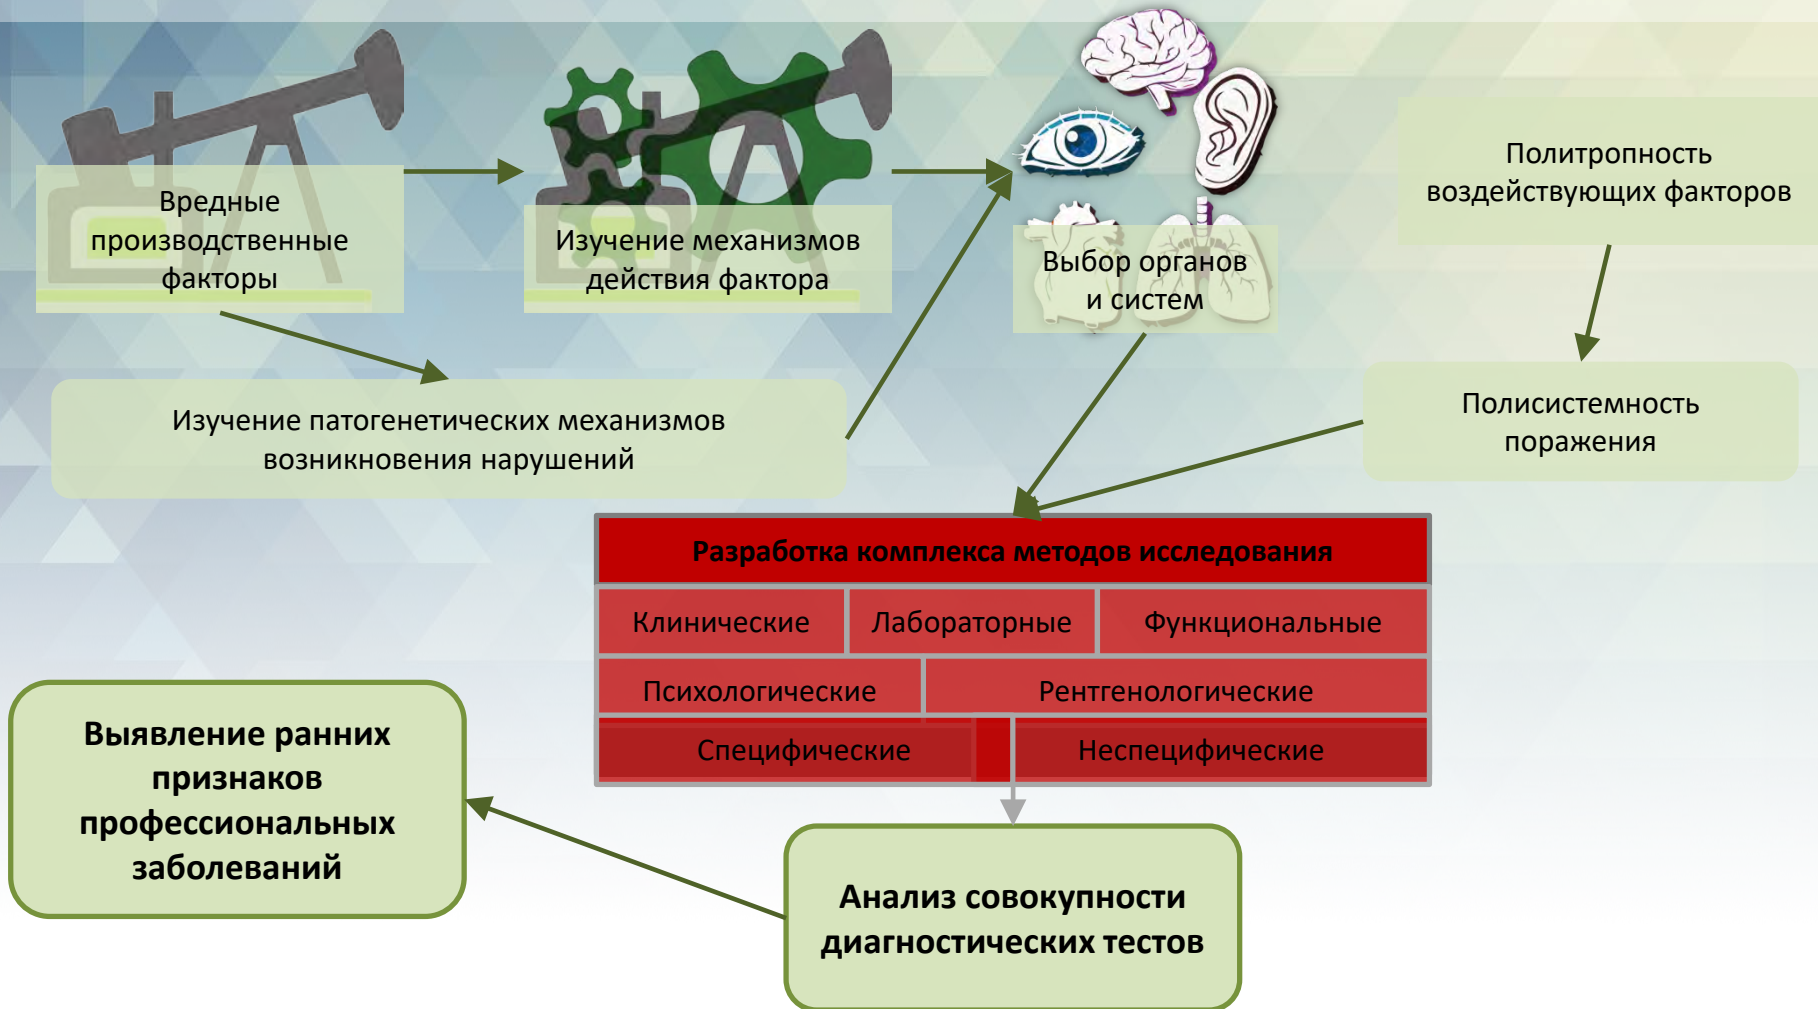 Вредные
производственные
факторы
Изучение механизмов
действия фактора
Выбор органов
и систем
Политропность
воздействующих факторов
Изучение патогенетических механизмов
возникновения нарушений
Полисистемность
поражения
Разработка комплекса методов исследования
Клинические
Лабораторные
Функциональные
Психологические
Рентгенологические
Специфические
Неспецифические
Выявление ранних
признаков
профессиональных
заболеваний
Анализ совокупности
диагностических тестов